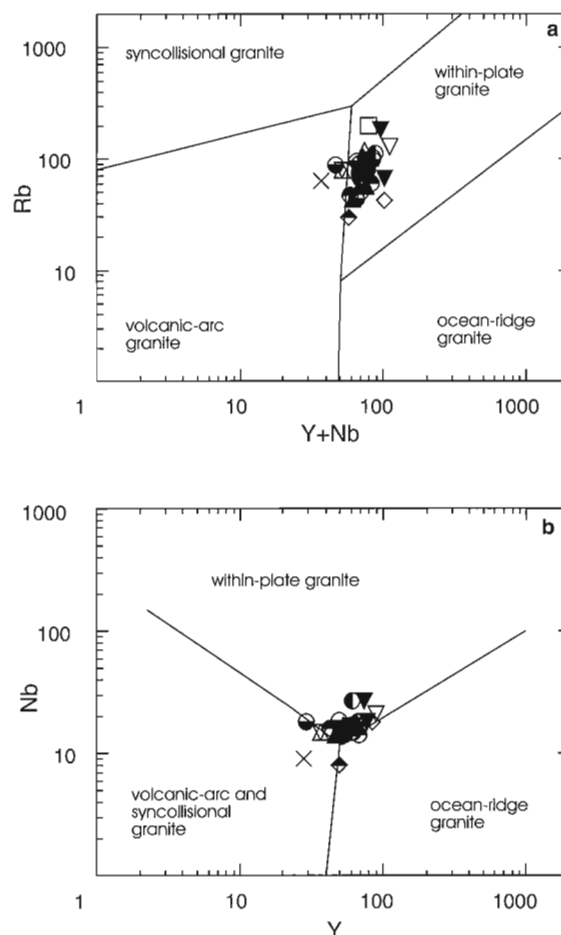 1000
a
syncollisional granite
within-plate
granite
100
Rb
10
volcanic-arc
granite
ocean-ridge
granite
1
10
100
1000
Y+Nb
1000
b
within-plate granite
100
Nb
10
volcanic-arc and
syncollisional
granite
ocean-ridge
granite
1
10
100
1000
Y